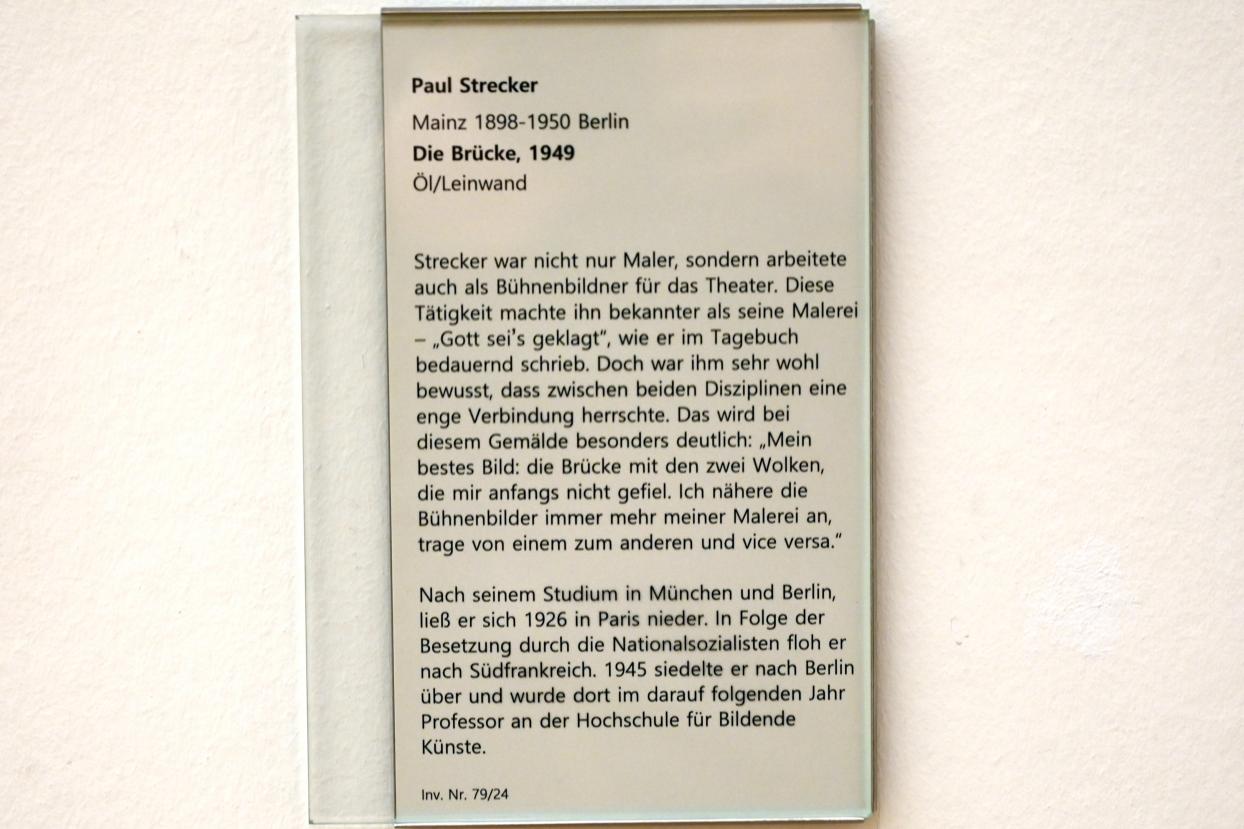 Paul Strecker
Mainz 1898-1950 Berlin
Die Brücke, 1949
Öl/Leinwand
Strecker war nicht nur Maler, sondern arbeitete
auch als Bühnenbildner für das Theater. Diese
Tätigkeit machte ihn bekannter als seine Malerei
– „Gott sei's geklagt“, wie er im Tagebuch
bedauernd schrieb. Doch war ihm sehr wohl
bewusst, dass zwischen beiden Disziplinen eine
enge Verbindung herrschte. Das wird bei
diesem Gemälde besonders deutlich: „Mein
bestes Bild: die Brücke mit den zwei Wolken,
die mir anfangs nicht gefiel. Ich nähere die
Bühnenbilder immer mehr meiner Malerei an,
trage von einem zum anderen und vice versa.“
Nach seinem Studium in München und Berlin,
ließ er sich 1926 in Paris nieder. In Folge der
Besetzung durch die Nationalsozialisten floh er
nach Südfrankreich. 1945 siedelte er nach Berlin
über und wurde dort im darauf folgenden Jahr
Professor an der Hochschule für Bildende
Künste.
Inv. Nr. 79/24